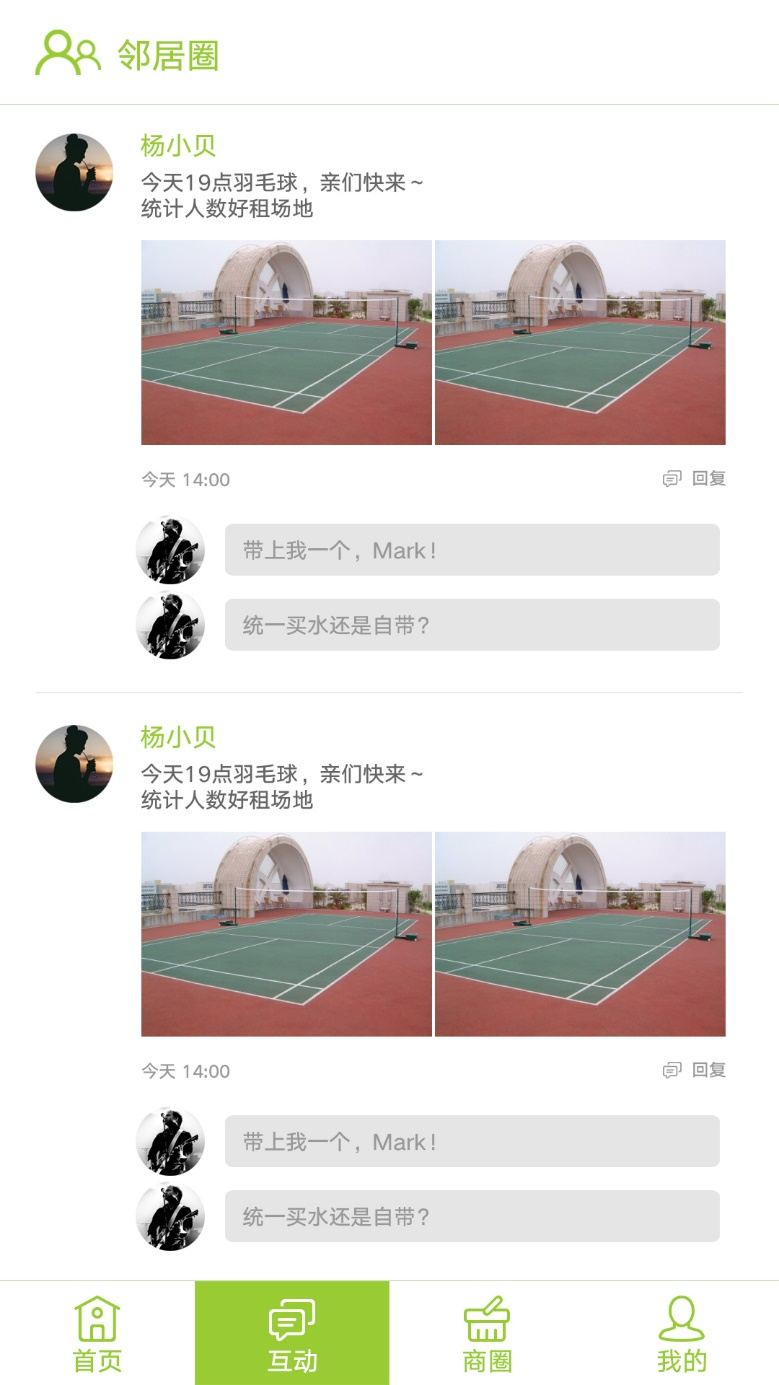 邻居圈
杨小贝
今天19点羽毛球，亲们快来~
统计人数好租场地
今天 14:00
回复
带上我一个，Mark！
统一买水还是自带？
杨小贝
今天19点羽毛球，亲们快来~
统计人数好租场地
今天 14:00
回复
带上我一个，Mark！
统一买水还是自带？
首页
互动
商圈
我的